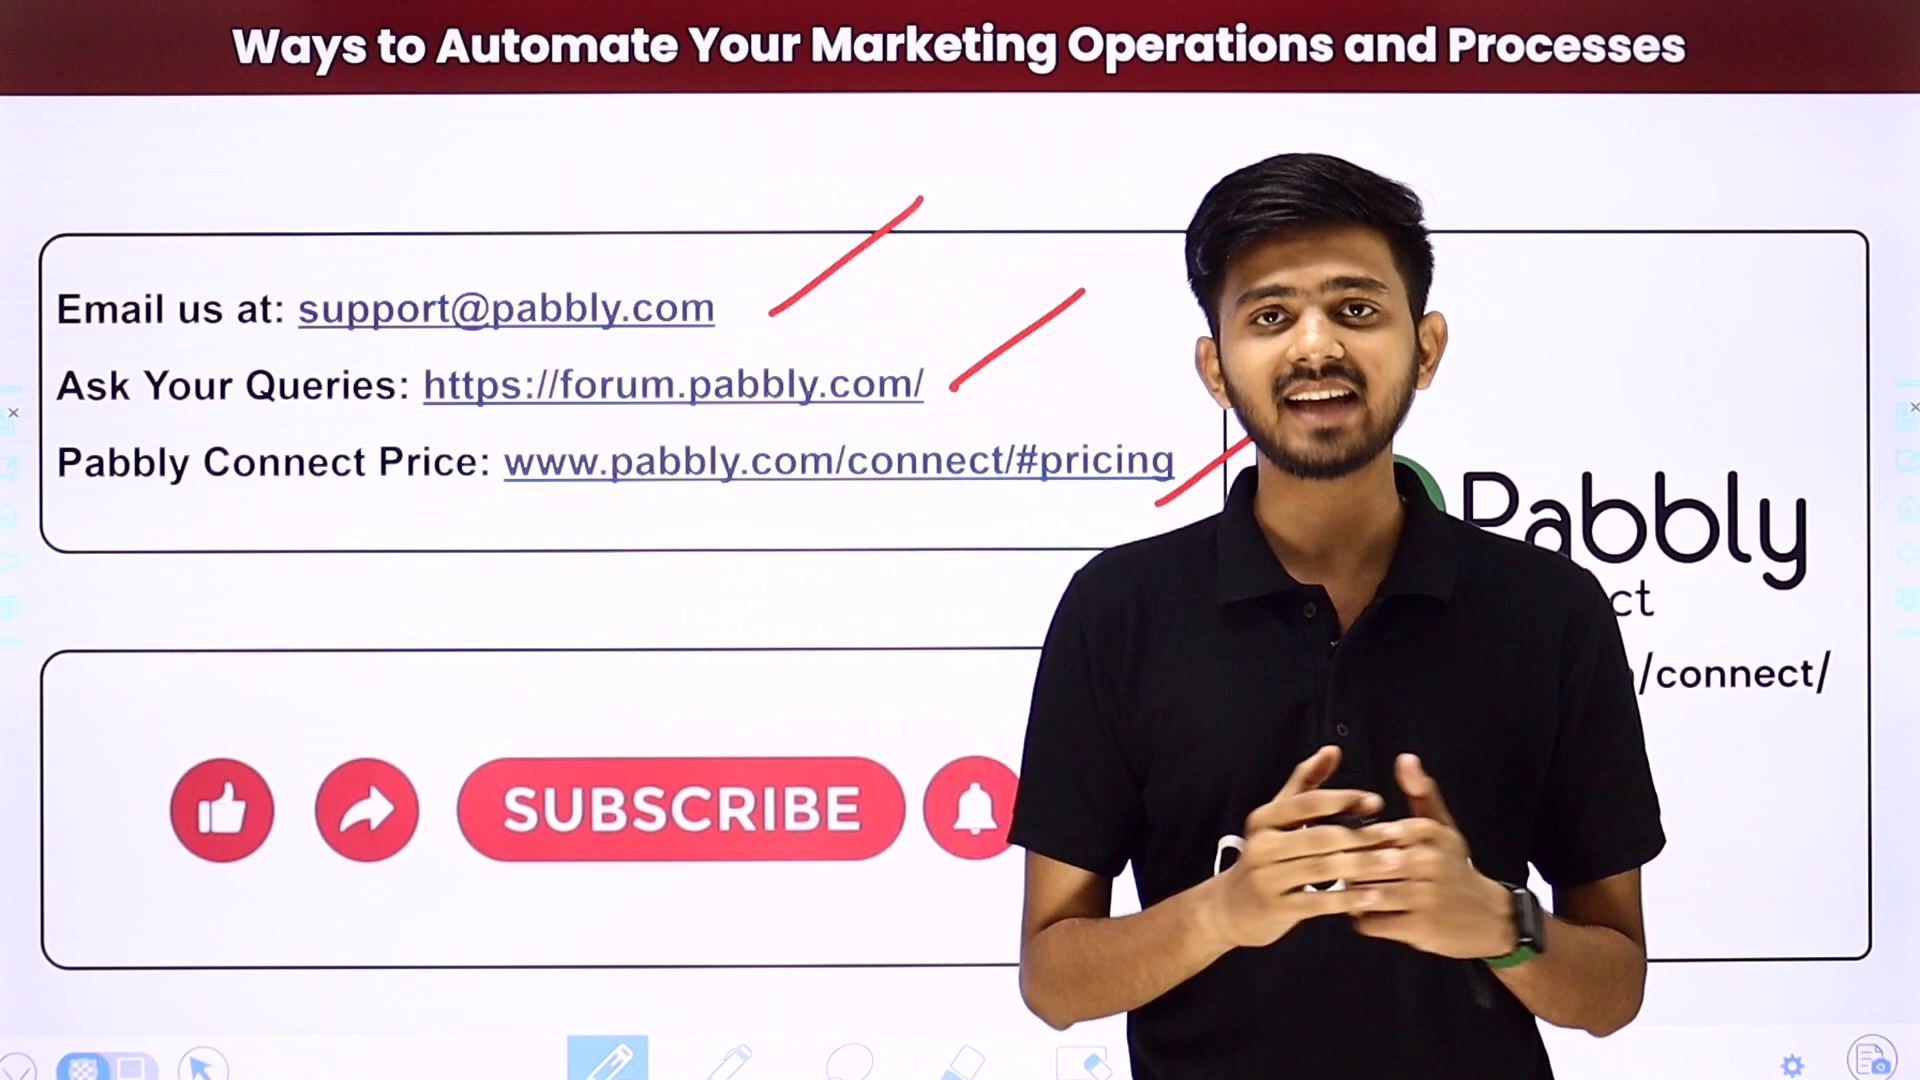 Ways to Automate Your Marketing Operations and Processes
Email us at: support@pabbly.com
Ask Your Queries: https://forum.pabbly.com/
Pabbly Connect Price: www.pabbly.com/connect/#pricing
Pabbly
ct
/connect/
SUBSCRIBE